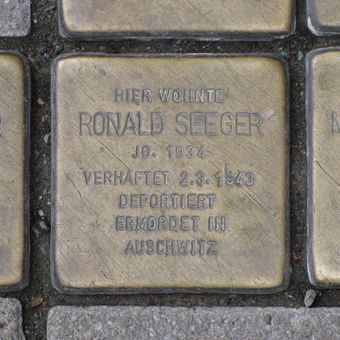 HIER WOHNTE
RONALD SEEGER
JG. 1934
VERHAFTET 2.3.1943
DEPORTIERT
ERMORDET IN
AUSCHWITZ